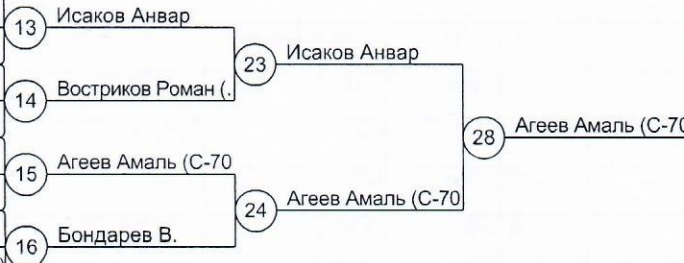 13 Исаков Анвар
23 Исаков Анвар
14 Востриков Роман (.
28 Агеев Амаль (С-70
15 Агеев Амаль (С-70
24 Агеев Амаль (С-70
16 Бондарев В.